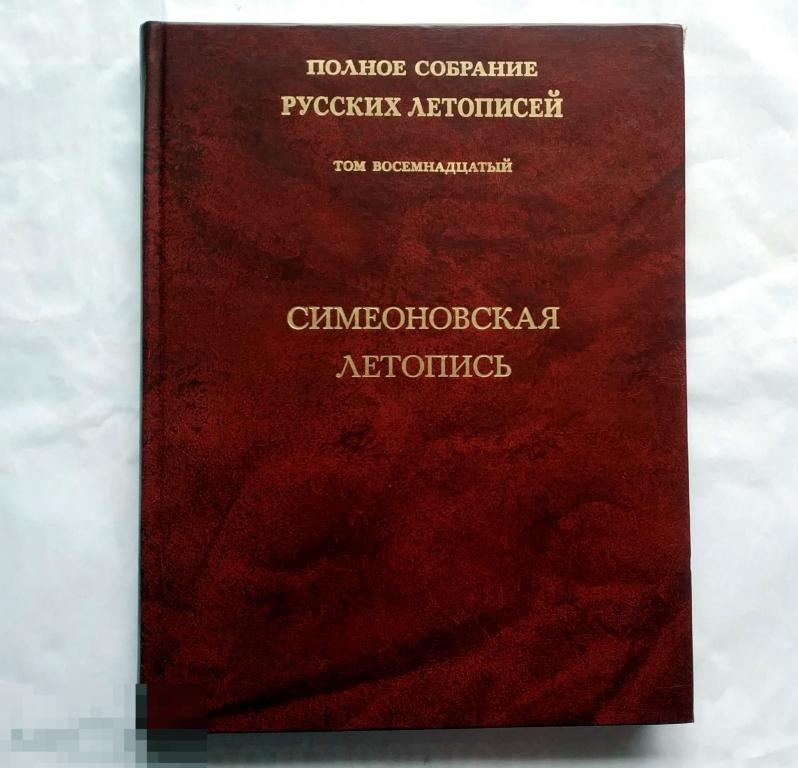 ПОЛНОЕ СОБРАНИЕ
РУССКИХ ЛЕТОПИСЕЙ
ТОМ ВОСЕМНАДЦАТЫЙ
СИМЕОНОВСКАЯ
ЛЕТОПИСЬ